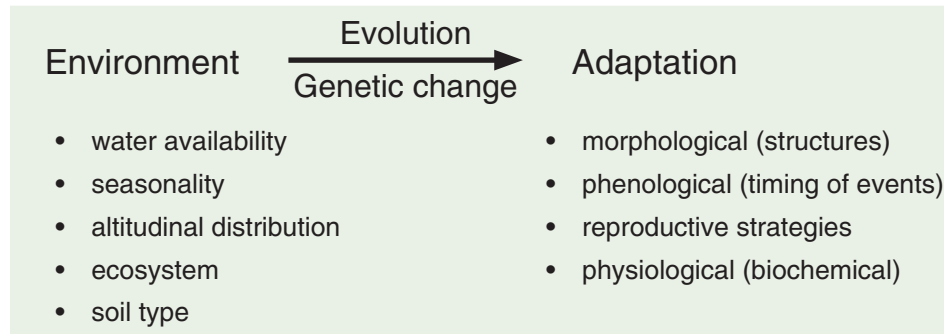 Evolution
Environment
Adaptation
Genetic change
• water availability
• seasonality
• altitudinal distribution
• ecosystem
• soil type
• morphological (structures)
• phenological (timing of events)
• reproductive strategies
• physiological (biochemical)